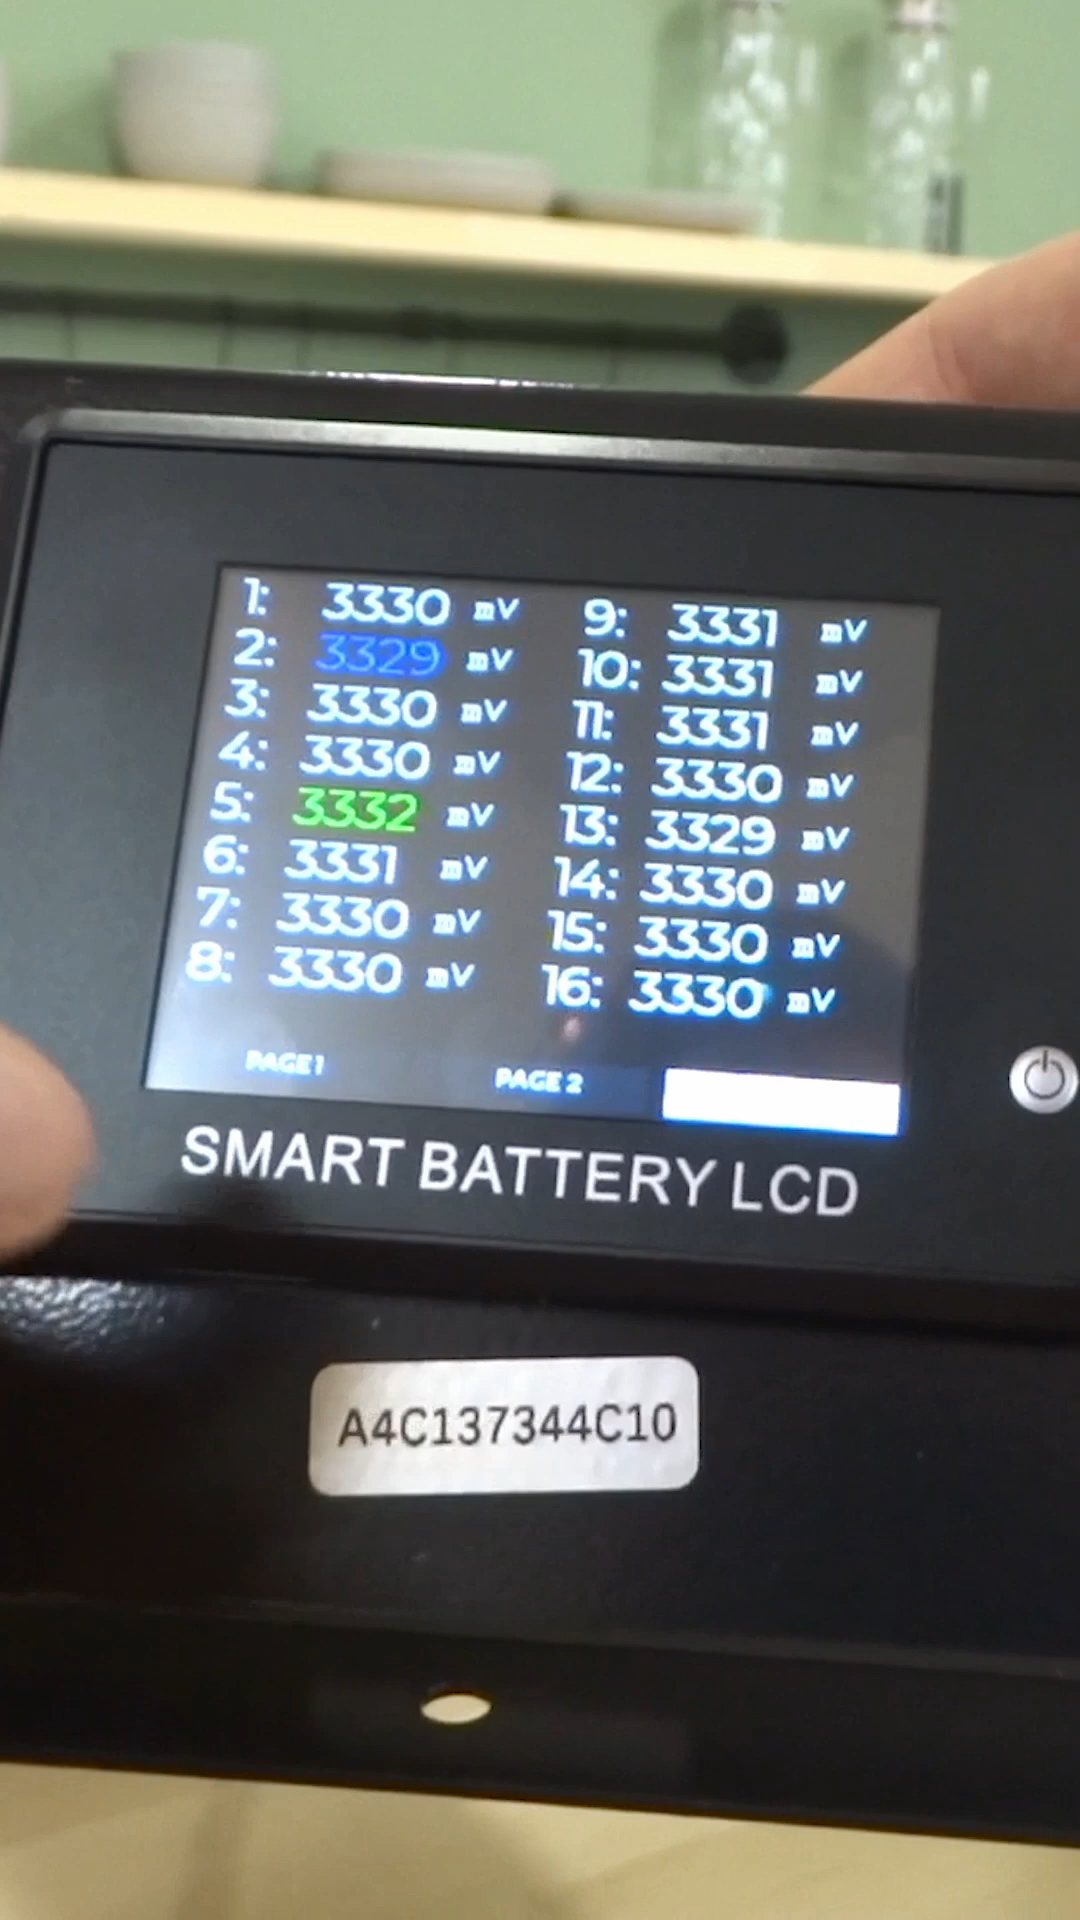 1: 3330 mV 9: 3331 mV
2: 3329 mV 10: 3331 mV
3: 3330 mV 11: 3331 mV
4: 3330 mV 12: 3330 mV
5: 3332 mV 13: 3329 mV
6: 3331 mV 14: 3330 mV
7: 3330 mV 15: 3330 mV
8: 3330 mV 16: 3330 mV
PAGE 1 PAGE 2
SMART BATTERY LCD
A4C137344C10